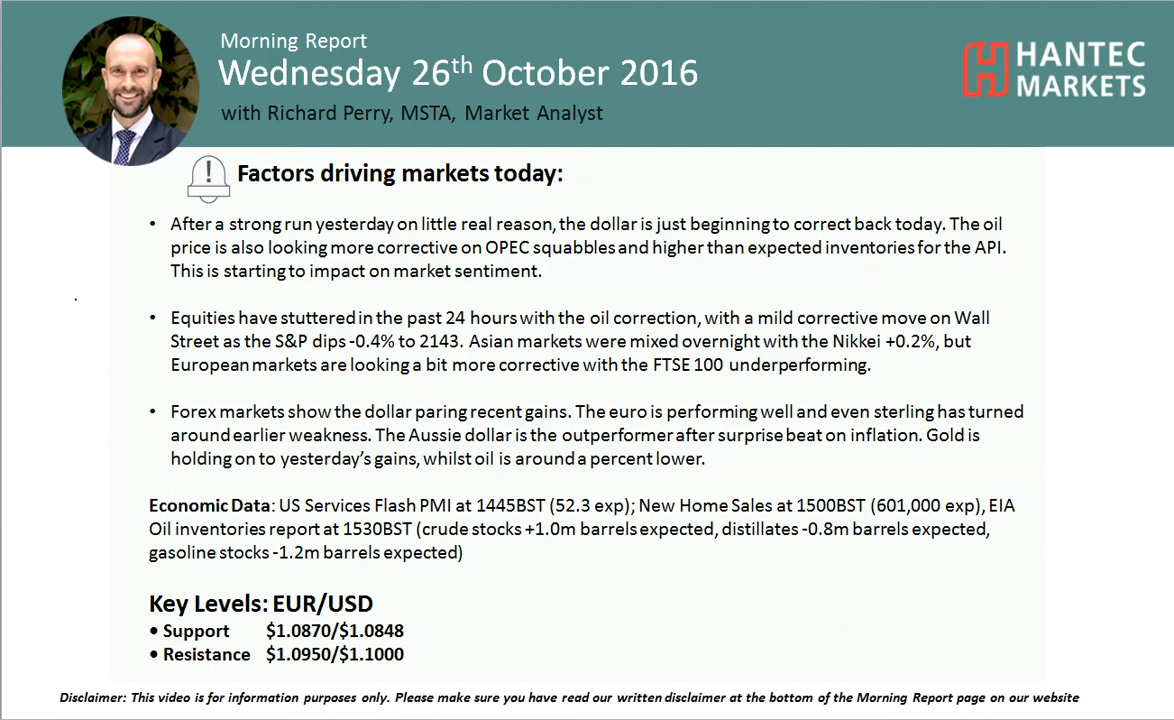 Morning Report
Wednesday 26th October 2016
with Richard Perry, MSTA, Market Analyst
HANTEC
MARKETS
Factors driving markets today:
• After a strong run yesterday on little real reason, the dollar is just beginning to correct back today. The oil
price is also looking more corrective on OPEC squabbles and higher than expected inventories for the API.
This is starting to impact on market sentiment.
• Equities have stuttered in the past 24 hours with the oil correction, with a mild corrective move on Wall
Street as the S&P dips -0.4% to 2143. Asian markets were mixed overnight with the Nikkei +0.2%, but
European markets are looking a bit more corrective with the FTSE 100 underperforming.
• Forex markets show the dollar paring recent gains. The euro is performing well and even sterling has turned
around earlier weakness. The Aussie dollar is the outperformer after surprise beat on inflation. Gold is
holding on to yesterday's gains, whilst oil is around a percent lower.
Economic Data: US Services Flash PMI at 1445BST (52.3 exp); New Home Sales at 1500BST (601,000 exp), EIA
Oil inventories report at 1530BST (crude stocks +1.0m barrels expected, distillates -0.8m barrels expected,
gasoline stocks -1.2m barrels expected)
Key Levels: EUR/USD
• Support $1.0870/$1.0848
• Resistance $1.0950/$1.1000
Disclaimer: This video is for information purposes only. Please make sure you have read our written disclaimer at the bottom of the Morning Report page on our website